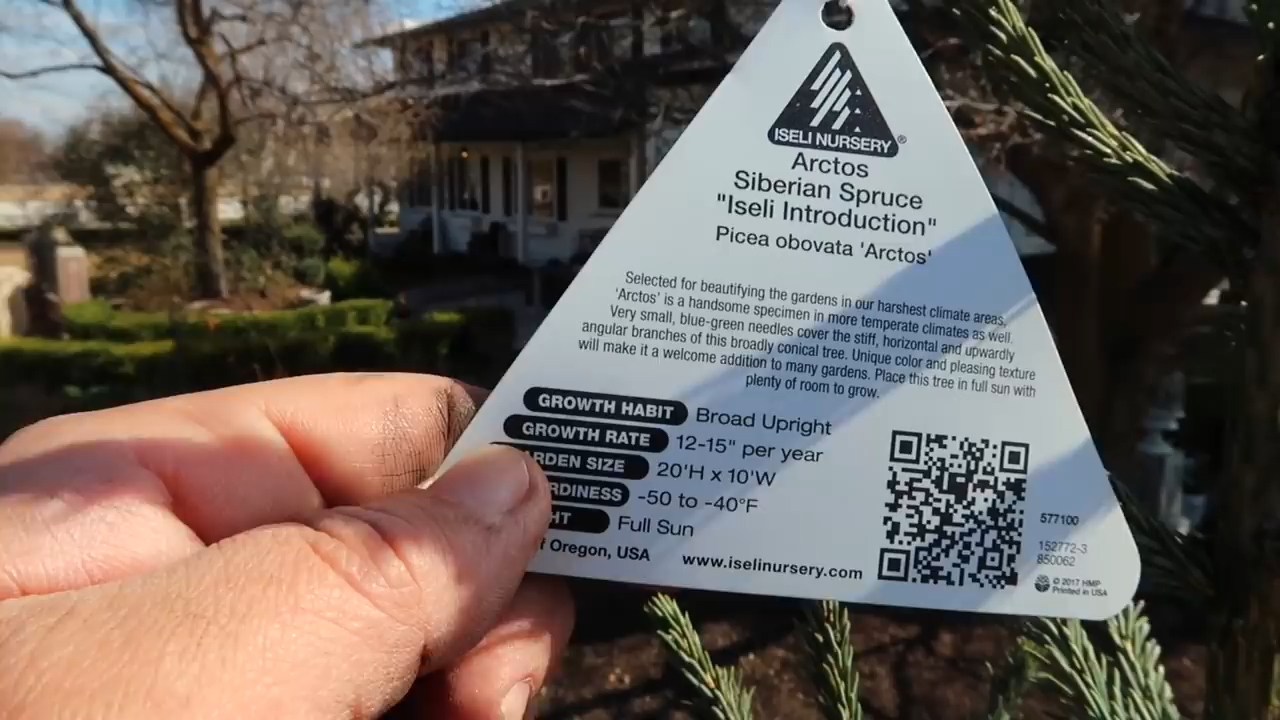 ISELI NURSERY®
Arctos
Siberian Spruce
"Iseli Introduction"
Picea obovata 'Arctos'
Selected for beautifying the gardens in our harshest climate areas,
'Arctos' is a handsome specimen in more temperate climates as well.
Very small, blue-green needles cover the stiff, horizontal and upwardly
angular branches of this broadly conical tree. Unique color and pleasing texture
will make it a welcome addition to many gardens. Place this tree in full sun with
plenty of room to grow.
GROWTH HABIT Broad Upright
GROWTH RATE 12-15" per year
ARDEN SIZE 20'H x 10'W
RDINESS -50 to -40°F
HT Full Sun
f Oregon, USA www.iselinursery.com
577100
152772-3
850062
© 2017 HMP
Printed in USA